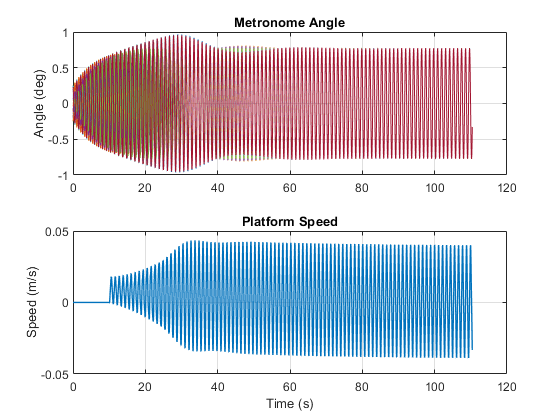 Metronome Angle
1
0.5
0
-0.5
-1
Angle (deg)
0 20 40 60 80 100 120
Platform Speed
0.05
0
-0.05
Speed (m/s)
0 20 40 60 80 100 120
Time (s)